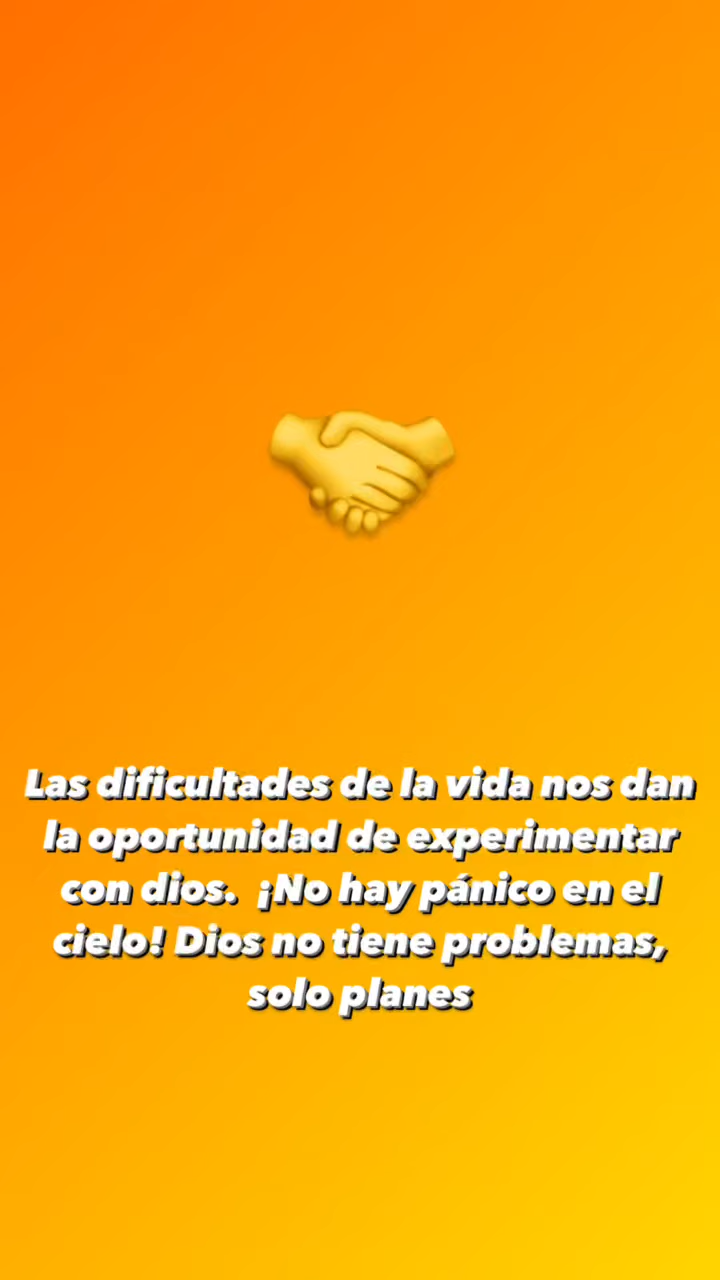 Las dificultades de la vida nos dan
la oportunidad de experimentar
con dios.  ¡No hay pánico en el
cielo! Dios no tiene problemas,
solo planes